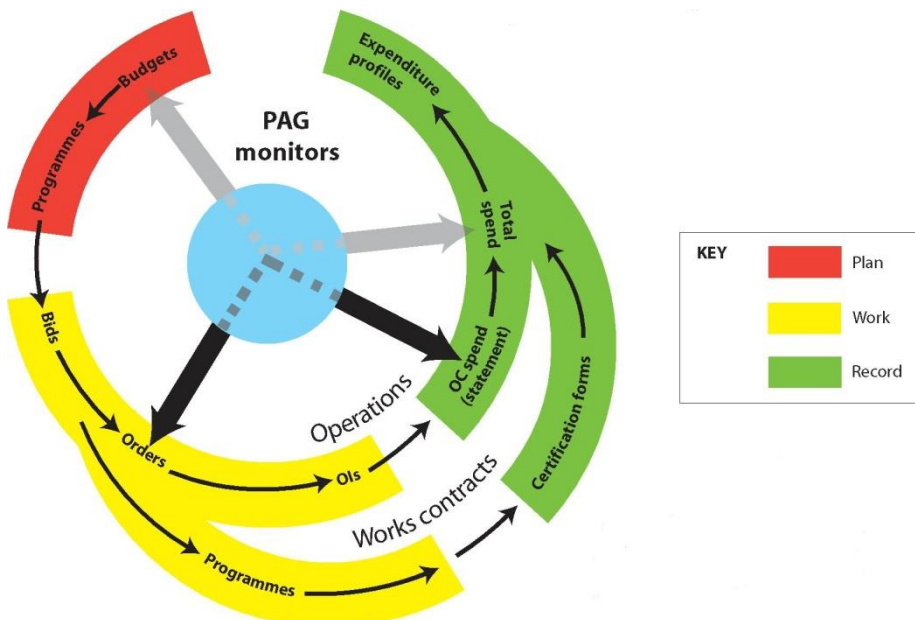 Budgets
Programmes
PAG
monitors
Expenditure
profiles
Total
spend
OC spend
(statement)
Certification forms
Bids
Orders
OIs
Operations
Works contracts
Programmes
KEY
Plan
Work
Record